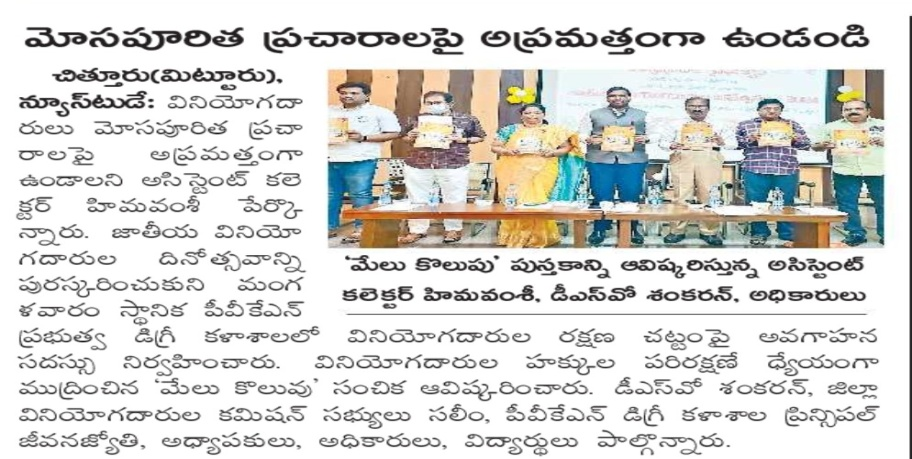 మోసపూరిత ప్రచారాలపై అప్రమత్తంగా ఉండండి
చిత్తూరు(మిట్టూరు),
న్యూస్‌టుడే: వినియోగదా
రులు మోసపూరిత ప్రచా
రాలపై అప్రమత్తంగా
ఉండాలని అసిస్టెంట్ కలె
క్టర్ హిమవంశీ పేర్కొ
న్నారు. జాతీయ వినియో
గదారుల దినోత్సవాన్ని
పురస్కరించుకుని మంగ
ళవారం స్థానిక పీవీకేఎన్
ప్రభుత్వ డిగ్రీ కళాశాలలో వినియోగదారుల రక్షణ చట్టంపై అవగాహన
సదస్సు నిర్వహించారు. వినియోగదారుల హక్కుల పరిరక్షణే ధ్యేయంగా
ముద్రించిన 'మేలు కొలువు' సంచిక ఆవిష్కరించారు. డీఎస్‌వో శంకరన్, జిల్లా
వినియోగదారుల కమిషన్ సభ్యులు సలీం, పీవీకేఎన్ డిగ్రీ కళాశాల ప్రిన్సిపల్
జీవనజ్యోతి, అధ్యాపకులు, అధికారులు, విద్యార్థులు పాల్గొన్నారు.
'మేలు కొలుపు' పుస్తకాన్ని ఆవిష్కరిస్తున్న అసిస్టెంట్
కలెక్టర్ హిమవంశీ, డీఎస్‌వో శంకరన్, అధికారులు